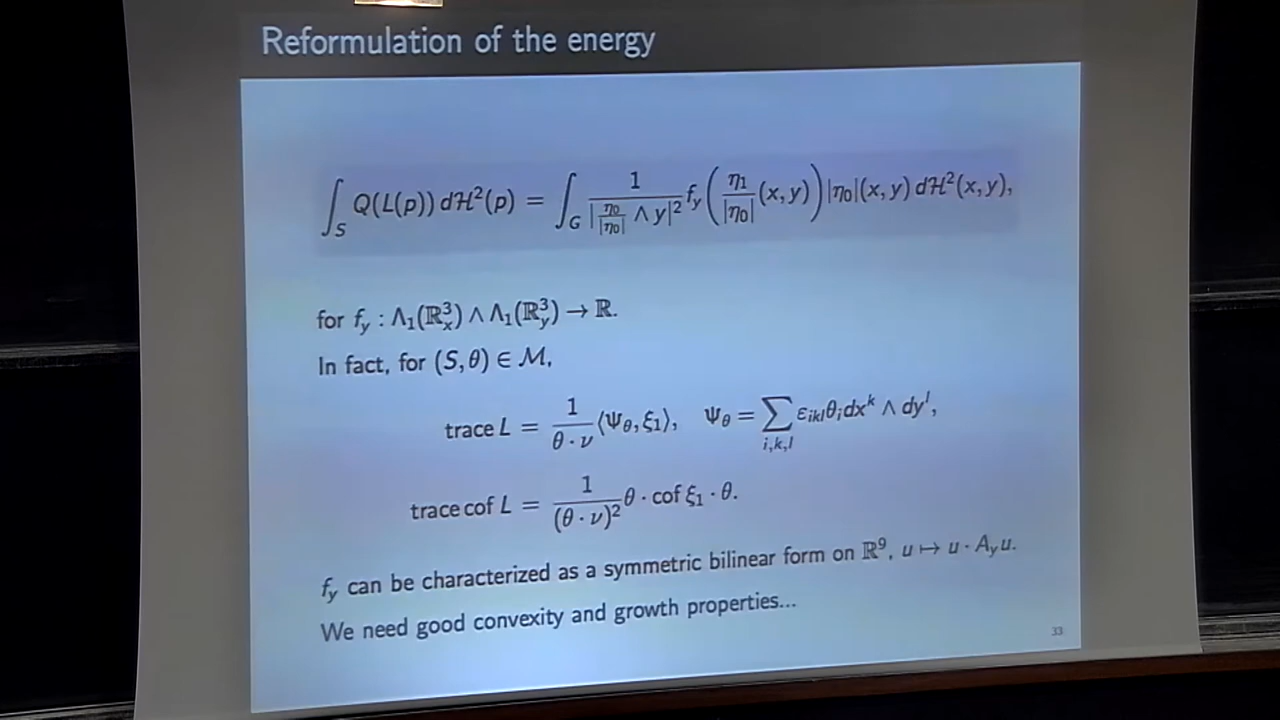 Reformulation of the energy
∫_S Q(L(p)) dℋ²(p) = ∫_G 1/|η₀/|η₀| ∧ y|² f_y(η₁/|η₀|(x, y))|η₀|(x, y) dℋ²(x, y),
for f_y : Λ₁(ℝ³ₓ) ∧ Λ₁(ℝ³_y) → ℝ.
In fact, for (S, θ) ∈ ℳ,
trace L = 1/(θ · ν) ⟨Ψ_θ, ξ₁⟩, Ψ_θ = ∑_{i,k,l} ε_{ikl}θ_i dx^k ∧ dy^l,
trace cof L = 1/(θ · ν)² θ · cof ξ₁ · θ.
f_y can be characterized as a symmetric bilinear form on ℝ⁹, u ↦ u · A_y u.
We need good convexity and growth properties...
33